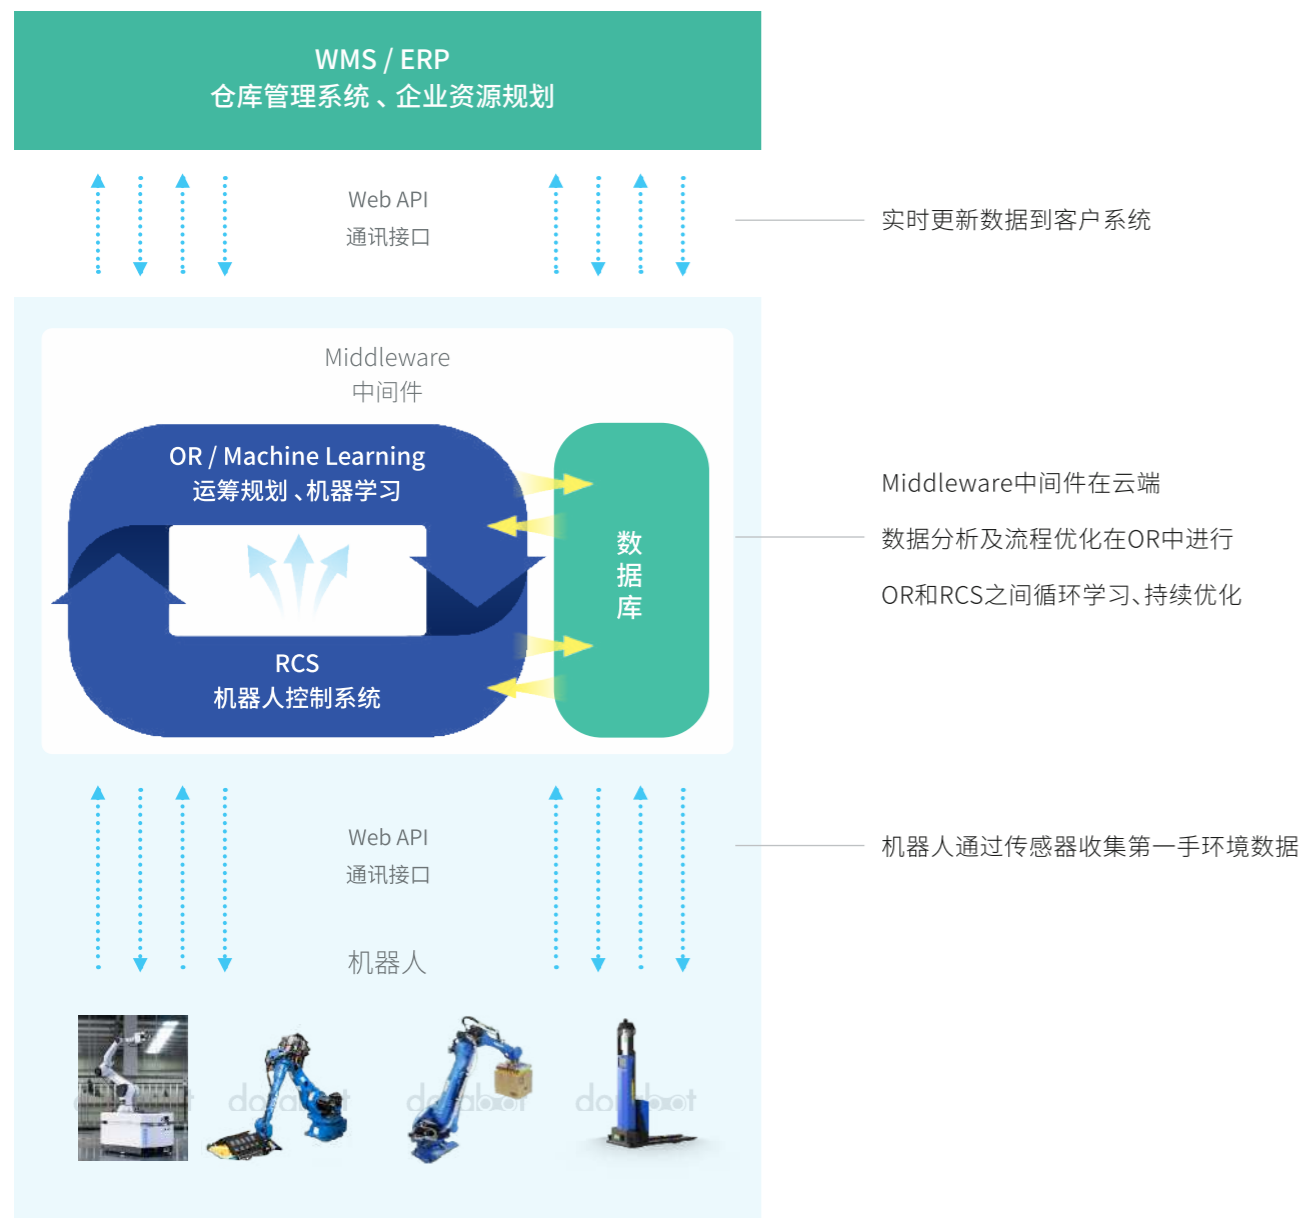 WMS / ERP
仓库管理系统、企业资源规划
Web API
通讯接口
实时更新数据到客户系统
Middleware
中间件
OR / Machine Learning
运筹规划、机器学习
数据库
RCS
机器人控制系统
Middleware中间件在云端
数据分析及流程优化在OR中进行
OR和RCS之间循环学习、持续优化
Web API
通讯接口
机器人通过传感器收集第一手环境数据
机器人
dorabot
dorabot
dorabot
dorabot